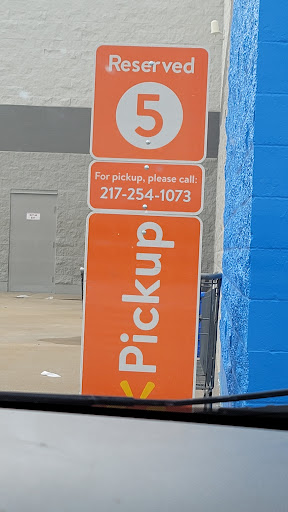 Reserved
5
For pickup, please call:
217-254-1073
Pickup